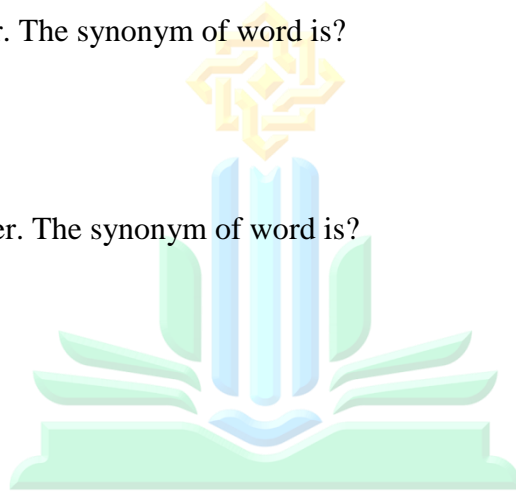 r. The synonym of word is?
er. The synonym of word is?